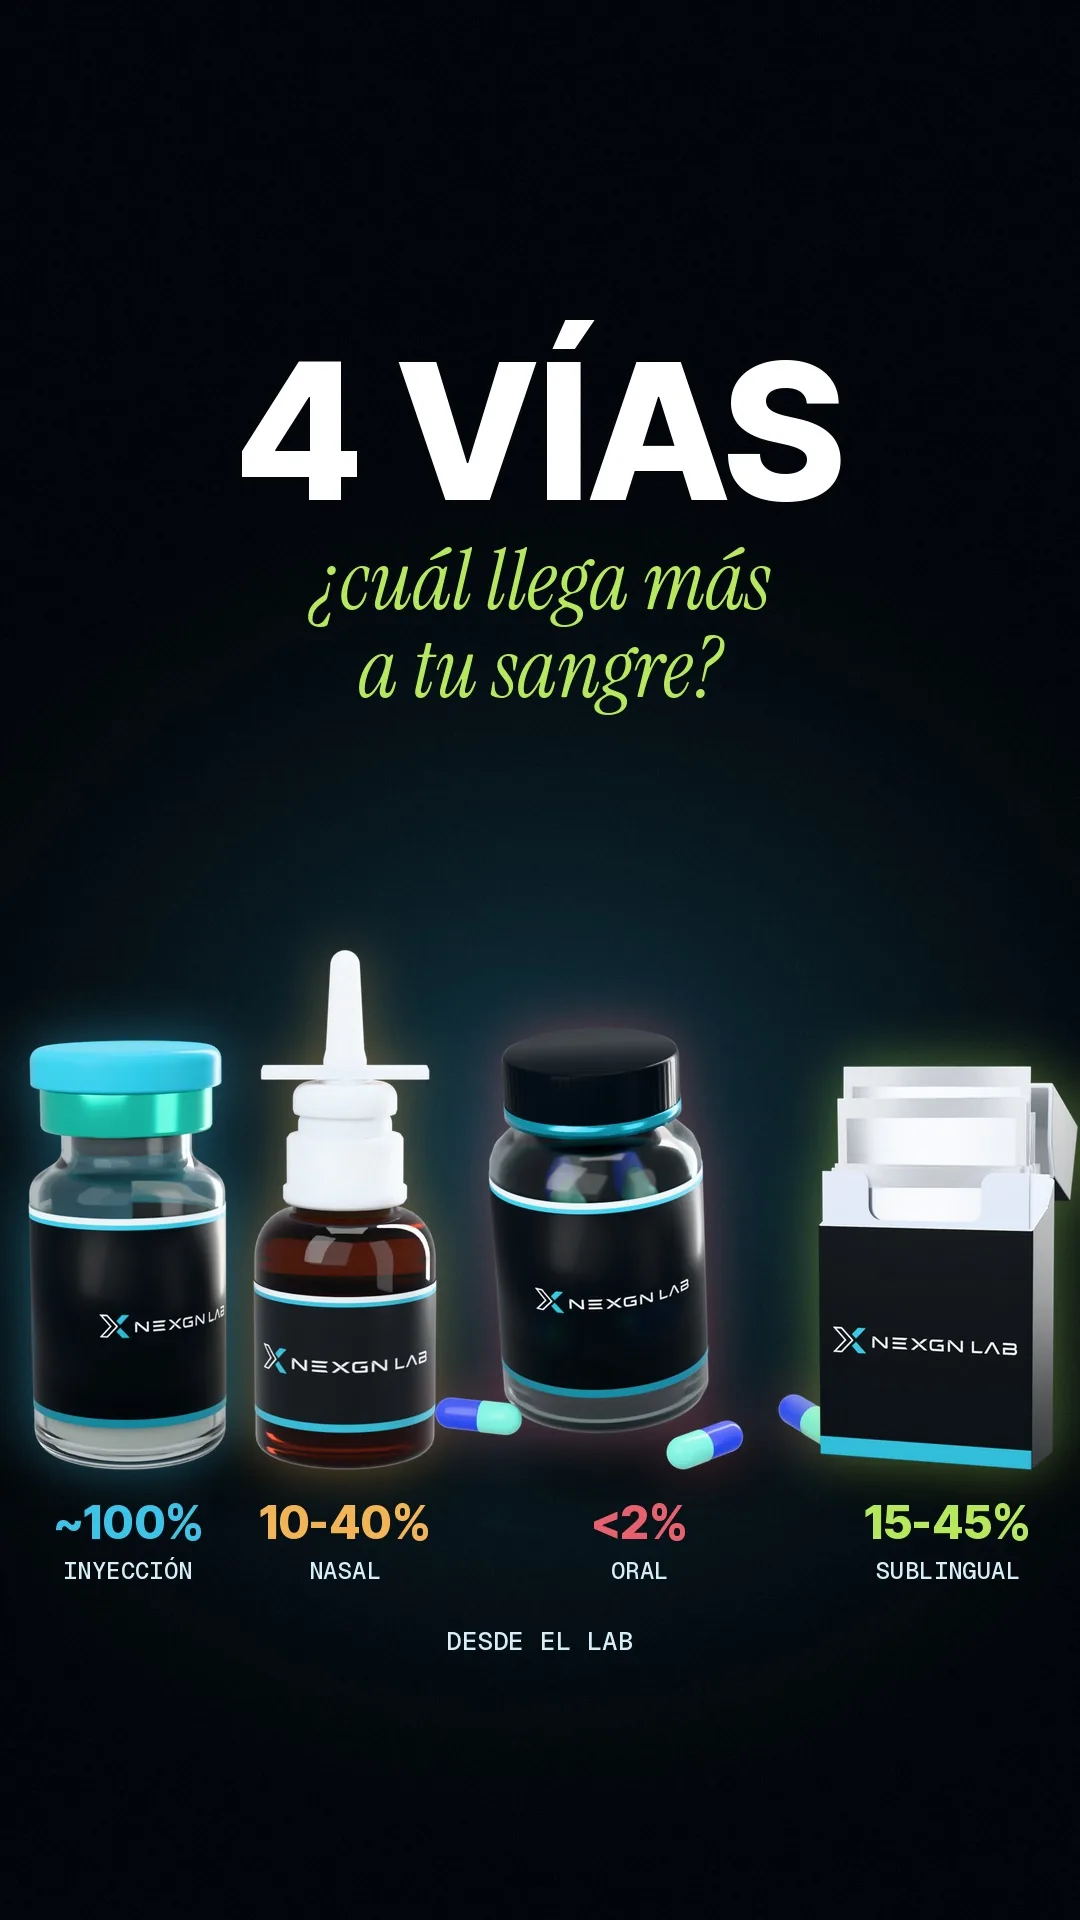 4 VÍAS
¿cuál llega más
a tu sangre?
NEXGN LAB
NEXGN LAB
NEXGN LAB
NEXGN LAB
~100%
INYECCIÓN
10-40%
NASAL
<2%
ORAL
15-45%
SUBLINGUAL
DESDE EL LAB